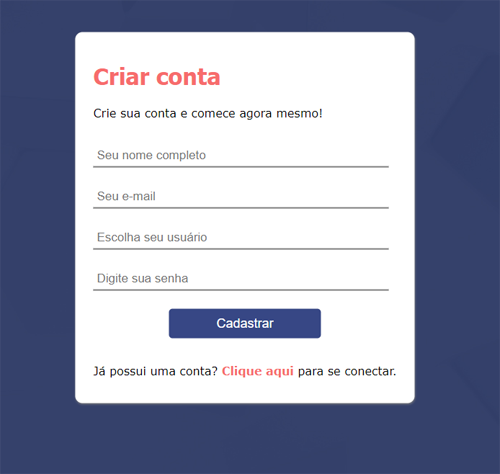 Criar conta
Crie sua conta e comece agora mesmo!
Seu nome completo
Seu e-mail
Escolha seu usuário
Digite sua senha
Cadastrar
Já possui uma conta? Clique aqui para se conectar.